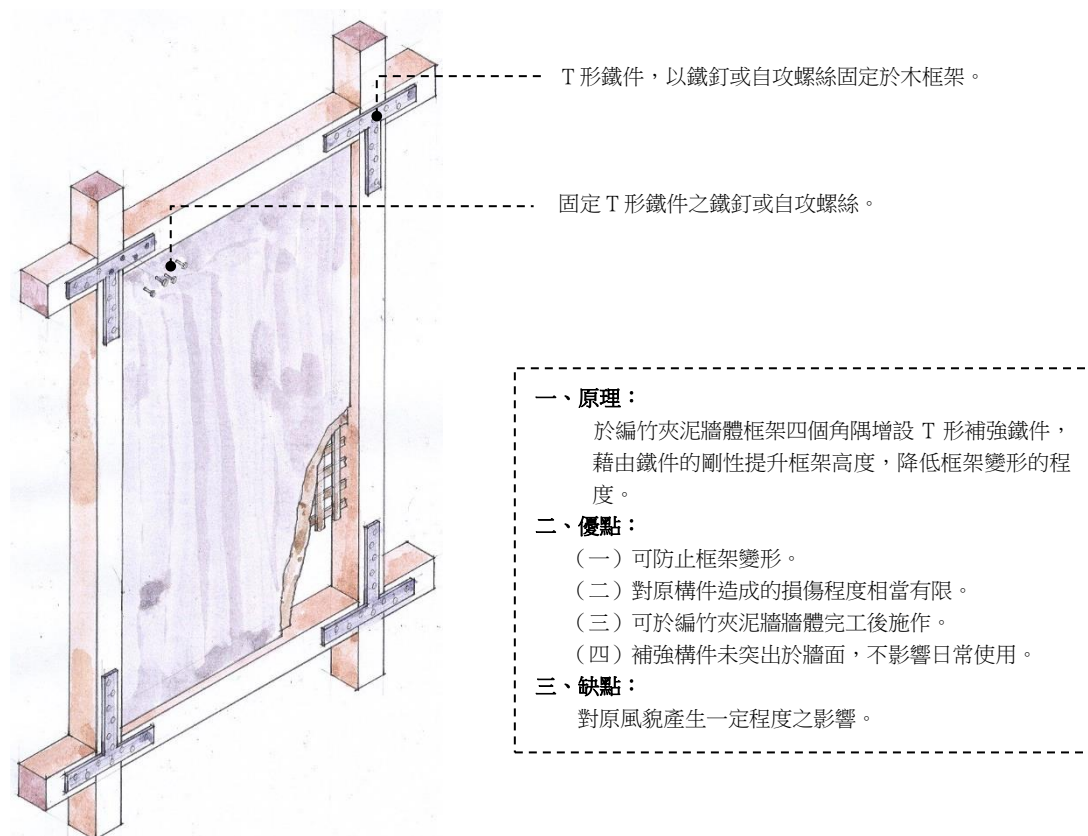 T 形鐵件，以鐵釘或自攻螺絲固定於木框架。
固定 T 形鐵件之鐵釘或自攻螺絲。
一、原理：
於編竹夾泥牆體框架四個角隅增設 T 形補強鐵件，
藉由鐵件的剛性提升框架高度，降低框架變形的程
度。
二、優點：
（一）可防止框架變形。
（二）對原構件造成的損傷程度相當有限。
（三）可於編竹夾泥牆牆體完工後施作。
（四）補強構件未突出於牆面，不影響日常使用。
三、缺點：
對原風貌產生一定程度之影響。